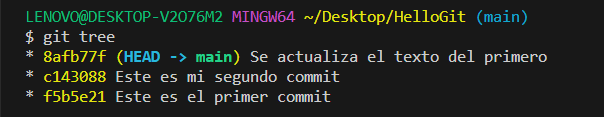 LENOVO@DESKTOP-V2O76M2 MINGW64 ~/Desktop/HelloGit (main)
$ git tree
* 8afb77f (HEAD -> main) Se actualiza el texto del primero
* c143088 Este es mi segundo commit
* f5b5e21 Este es el primer commit